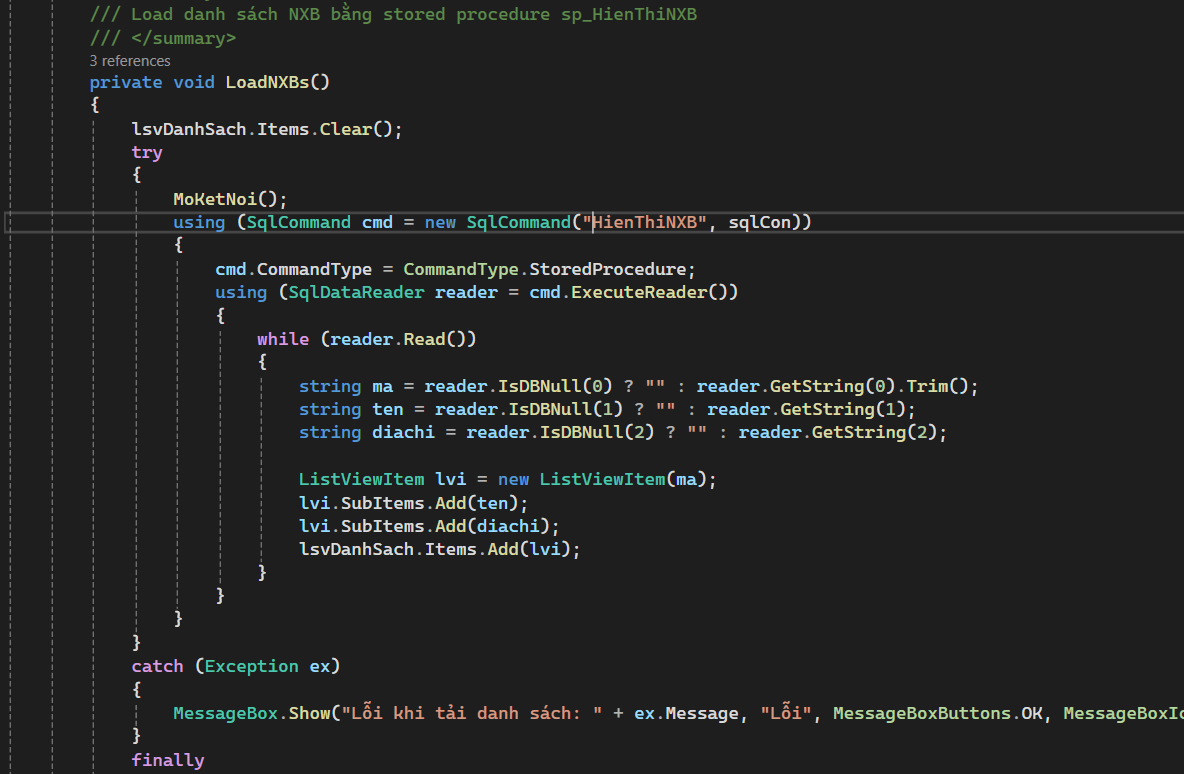 /// Load danh sách NXB bằng stored procedure sp_HienThiNXB
/// </summary>
3 references
private void LoadNXBs()
{
lsvDanhSach.Items.Clear();
try
{
MoKetNoi();
using (SqlCommand cmd = new SqlCommand("HienThiNXB", sqlCon))
{
cmd.CommandType = CommandType.StoredProcedure;
using (SqlDataReader reader = cmd.ExecuteReader())
{
while (reader.Read())
{
string ma = reader.IsDBNull(0) ? "" : reader.GetString(0).Trim();
string ten = reader.IsDBNull(1) ? "" : reader.GetString(1);
string diachi = reader.IsDBNull(2) ? "" : reader.GetString(2);
ListViewItem lvi = new ListViewItem(ma);
lvi.SubItems.Add(ten);
lvi.SubItems.Add(diachi);
lsvDanhSach.Items.Add(lvi);
}
}
}
}
catch (Exception ex)
{
MessageBox.Show("Lỗi khi tải danh sách: " + ex.Message, "Lỗi", MessageBoxButtons.OK,
}
finally